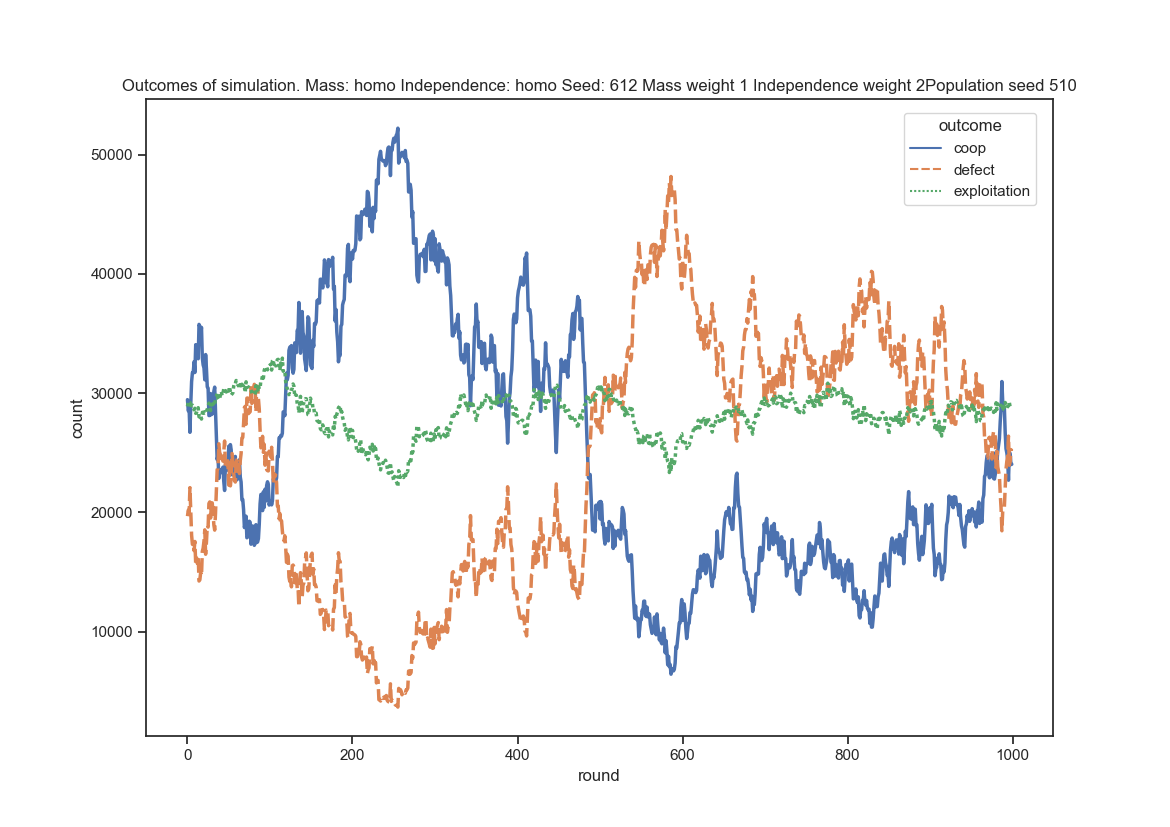 Outcomes of simulation. Mass: homo Independence: homo Seed: 612 Mass weight 1 Independence weight 2Population seed 510
outcome
coop
defect
exploitation
50000
40000
30000
20000
10000
count
0 200 400 600 800 1000
round